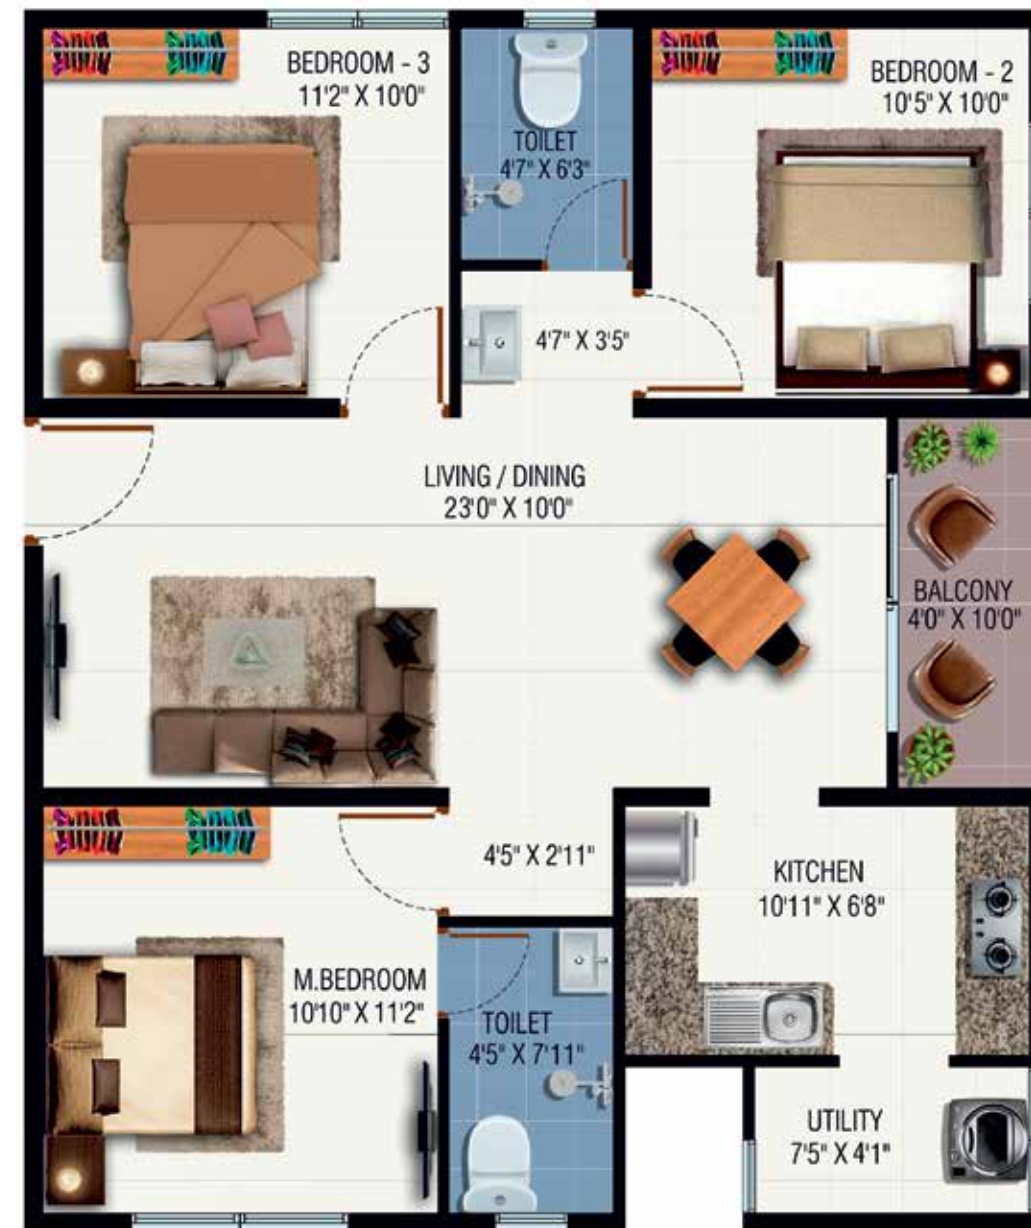 BEDROOM - 3
11'2" X 10'0"
TOILET
4'7" X 6'3"
BEDROOM - 2
10'5" X 10'0"
4'7" X 3'5"
LIVING / DINING
23'0" X 10'0"
BALCONY
4'0" X 10'0"
4'5" X 2'11"
KITCHEN
10'11" X 6'8"
M.BEDROOM
10'10" X 11'2"
TOILET
4'5" X 7'11"
UTILITY
7'5" X 4'1"